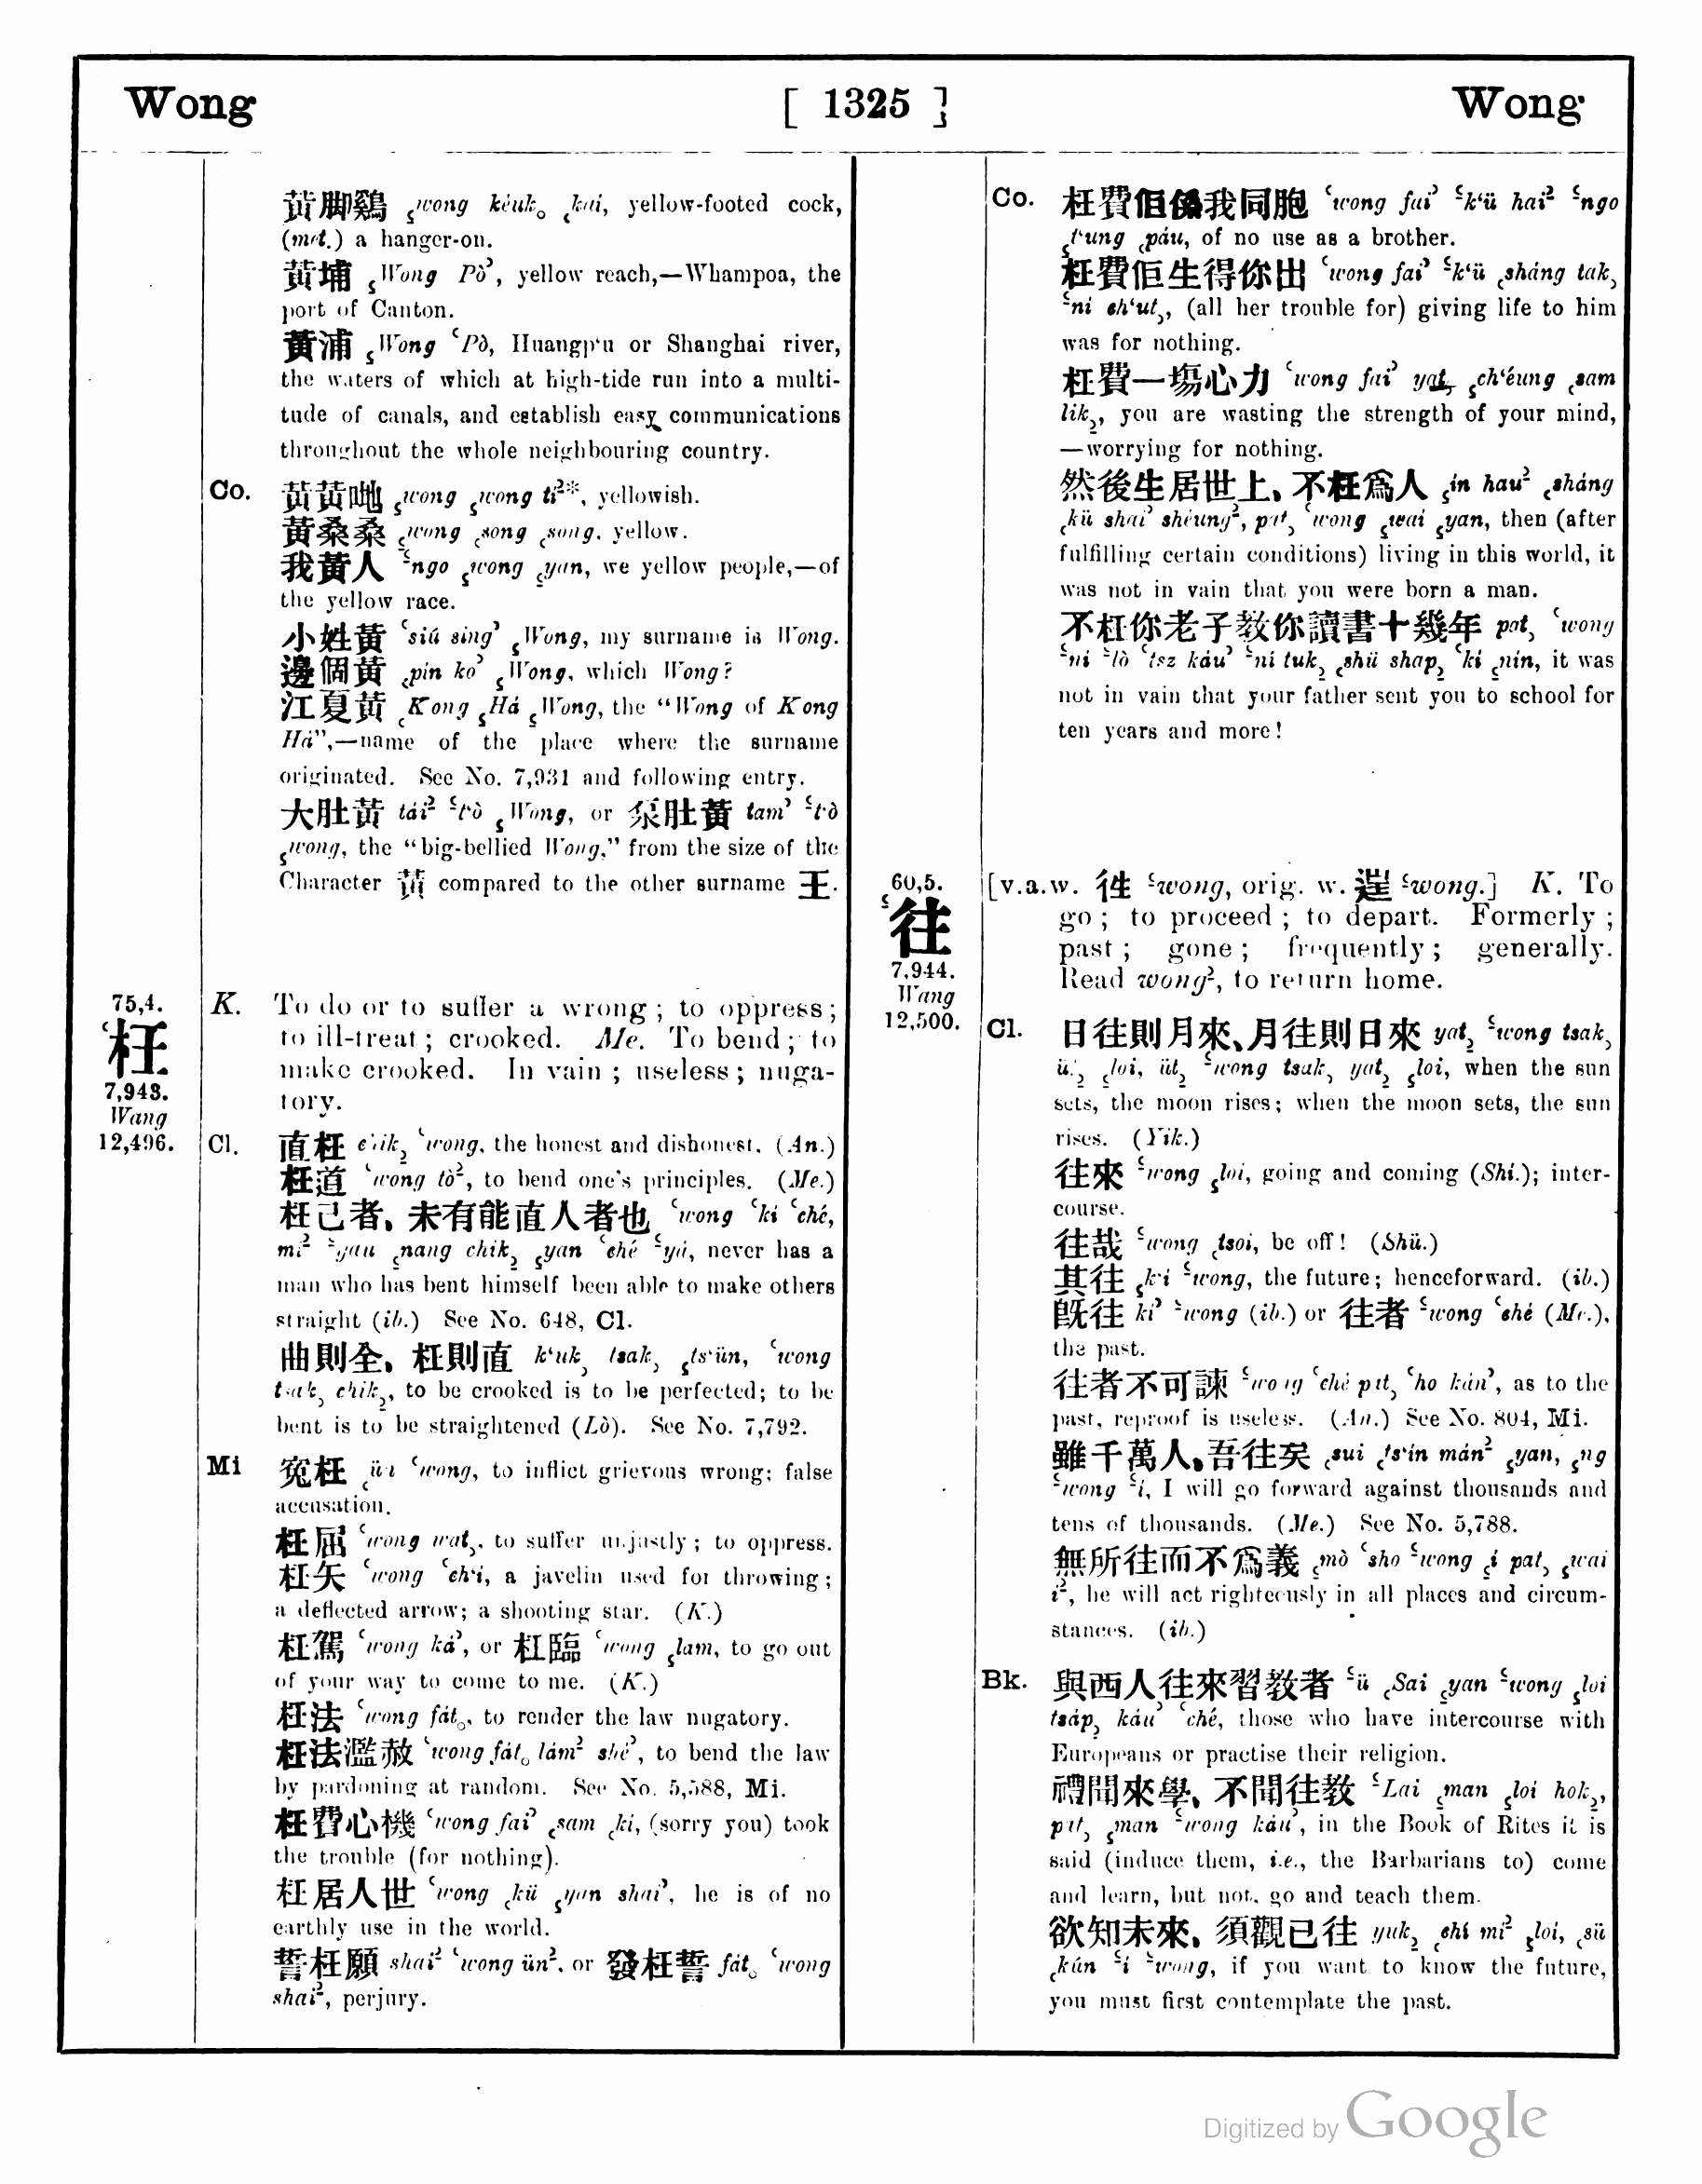 Wong [ 1325 ] Wong
黃脚鷄 ꜁wong kéuk꜀ ꜀kai, yellow-footed cock,
(met.) a hanger-on.
黃埔 ꜁Wong Pò꜄, yellow reach,—Whampoa, the
port of Canton.
黃浦 ꜁Wong ꜂Pò, Huangp‘u or Shanghai river,
the waters of which at high-tide run into a multi-
tude of canals, and establish easy communications
throughout the whole neighbouring country.
Co. 黃黃哋 ꜁wong ꜁wong tí꜅*, yellowish.
黃桑桑 ꜁wong ꜀song ꜀song, yellow.
我黃人 ꜃ngo ꜁wong ꜁yan, we yellow people,—of
the yellow race.
小姓黃 ꜂siú sing꜄ ꜁Wong, my surname is Wong.
邊個黃 ꜀pín ko꜄ ꜁Wong, which Wong?
江夏黃 ꜀Kong ꜁Há ꜁Wong, the “Wong of Kong
Há”,—name of the place where the surname
originated. See No. 7,931 and following entry.
大肚黃 tái꜅ ꜃t‘ò ꜁Wong, or 㴷肚黃 tam꜄ ꜃t‘ò
꜁wong, the “big-bellied Wong,” from the size of the
Character 黃 compared to the other surname 王.
75,4.
꜂枉
7,943.
Wang
12,496.
K. To do or to suffer a wrong; to oppress;
to ill-treat; crooked. Me. To bend; to
make crooked. In vain; useless; nuga-
tory.
Cl. 直枉 chik꜇ ꜂wong, the honest and dishonest. (An.)
枉道 ꜂wong tò꜅, to bend one's principles. (Me.)
枉己者、未有能直人者也 ꜂wong ꜂kí ꜂ché,
mí꜅ ꜃yau ꜁nang chik꜇ ꜁yan ꜂ché ꜃yá, never has a
man who has bent himself been able to make others
straight (ib.) See No. 648, Cl.
曲則全、枉則直 k‘uk꜆ tsak꜆ ꜁ts‘ün, ꜂wong
tsak꜆ chik꜇, to be crooked is to be perfected; to be
bent is to be straightened (Lò). See No. 7,792.
Mi 寃枉 ꜀ün ꜂wong, to inflict grievous wrong; false
accusation.
枉屈 ꜂wong wat꜆, to suffer unjustly; to oppress.
枉矢 ꜂wong ꜂ch‘i, a javelin used for throwing;
a deflected arrow; a shooting star. (K.)
枉駕 ꜂wong ká꜄, or 枉臨 ꜂wong ꜁lam, to go out
of your way to come to me. (K.)
枉法 ꜂wong fát꜀, to render the law nugatory.
枉法濫赦 ꜂wong fát꜀ lám꜅ shé꜄, to bend the law
by pardoning at random. See No. 5,588, Mi.
枉費心機 ꜂wong fai꜄ ꜀sam ꜀ki, (sorry you) took
the trouble (for nothing).
枉居人世 ꜂wong ꜀kü ꜁yan shai꜄, he is of no
earthly use in the world.
誓枉願 shai꜅ ꜂wong ün꜅, or 發枉誓 fát꜀ ꜂wong
shai꜅, perjury.
Co. 枉費佢係我同胞 ꜂wong fai꜄ ꜃k‘ü hai꜅ ꜃ngo
꜁t‘ung ꜀páu, of no use as a brother.
枉費佢生得你出 ꜂wong fai꜄ ꜃k‘ü ꜀sháng tak꜆
꜃ní ch‘ut꜆, (all her trouble for) giving life to him
was for nothing.
枉費一塲心力 ꜂wong fai꜄ yat꜆ ꜁ch‘éung ꜀sam
lik꜇, you are wasting the strength of your mind,
—worrying for nothing.
然後生居世上、不枉爲人 ꜁ín hau꜅ ꜀sháng
꜀kü shai꜄ shéung꜅, pat꜆ ꜂wong ꜁wai ꜁yan, then (after
fulfilling certain conditions) living in this world, it
was not in vain that you were born a man.
不枉你老子教你讀書十幾年 pat꜆ ꜂wong
꜃ní ꜃lò ꜂tsz káu꜄ ꜃ní tuk꜇ ꜀shü shap꜇ ꜂kí ꜁nín, it was
not in vain that your father sent you to school for
ten years and more!
60,5.
꜃往
7,944.
Wang
12,500.
[v.a.w. 徃 ꜃wong, orig. w. 𨓹 ꜃wong.] K. To
go; to proceed; to depart. Formerly;
past; gone; frequently; generally.
Read wong꜅, to return home.
Cl. 日往則月來、月往則日來 yat꜇ ꜃wong tsak꜆
üt꜇ ꜁loi, üt꜇ ꜃wong tsak꜆ yat꜇ ꜁loi, when the sun
sets, the moon rises; when the moon sets, the sun
rises. (Yik.)
往來 ꜃wong ꜁loi, going and coming (Shí.); inter-
course.
往哉 ꜃wong ꜀tsoi, be off! (Shü.)
其往 ꜁k‘í ꜃wong, the future; henceforward. (ib.)
旣往 kí꜄ ꜃wong (ib.) or 往者 ꜃wong ꜂ché (Me.),
the past.
往者不可諫 ꜃wong ꜂ché pat꜆ ꜂ho kán꜄, as to the
past, reproof is useless. (An.) See No. 804, Mi.
雖千萬人、吾往矣 ꜀sui ꜀ts‘ín mán꜅ ꜁yan, ꜁ng
꜃wong ꜃í, I will go forward against thousands and
tens of thousands. (Me.) See No. 5,788.
無所往而不爲義 ꜁mò ꜂sho ꜃wong ꜁í pat꜆ ꜁wai
í꜅, he will act righteously in all places and circum-
stances. (ib.)
Bk. 與西人往來習教者 ꜃ü ꜀Sai ꜁yan ꜃wong ꜁loi
tsáp꜇ káu꜄ ꜂ché, those who have intercourse with
Europeans or practise their religion.
禮聞來學、不聞往教 ꜃Lai ꜁man ꜁loi hok꜇,
pat꜆ ꜁man ꜃wong káu꜄, in the Book of Rites it is
said (induce them, i.e., the Barbarians to) come
and learn, but not, go and teach them.
欲知未來、須觀已往 yuk꜇ ꜀chí mí꜅ ꜁loi, ꜀sü
꜀kún ꜃í ꜃wong, if you want to know the future,
you must first contemplate the past.
Digitized by Google